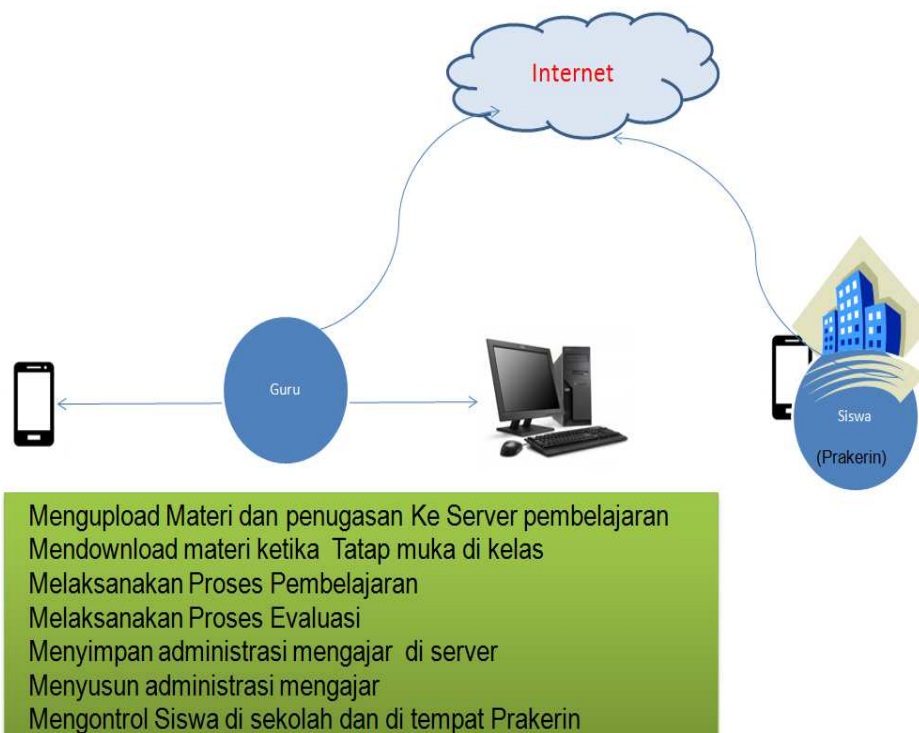 Internet
Guru
Siswa
(Prakerin)
Mengupload Materi dan penugasan Ke Server pembelajaran
Mendownload materi ketika Tatap muka di kelas
Melaksanakan Proses Pembelajaran
Melaksanakan Proses Evaluasi
Menyimpan administrasi mengajar di server
Menyusun administrasi mengajar
Mengontrol Siswa di sekolah dan di tempat Prakerin